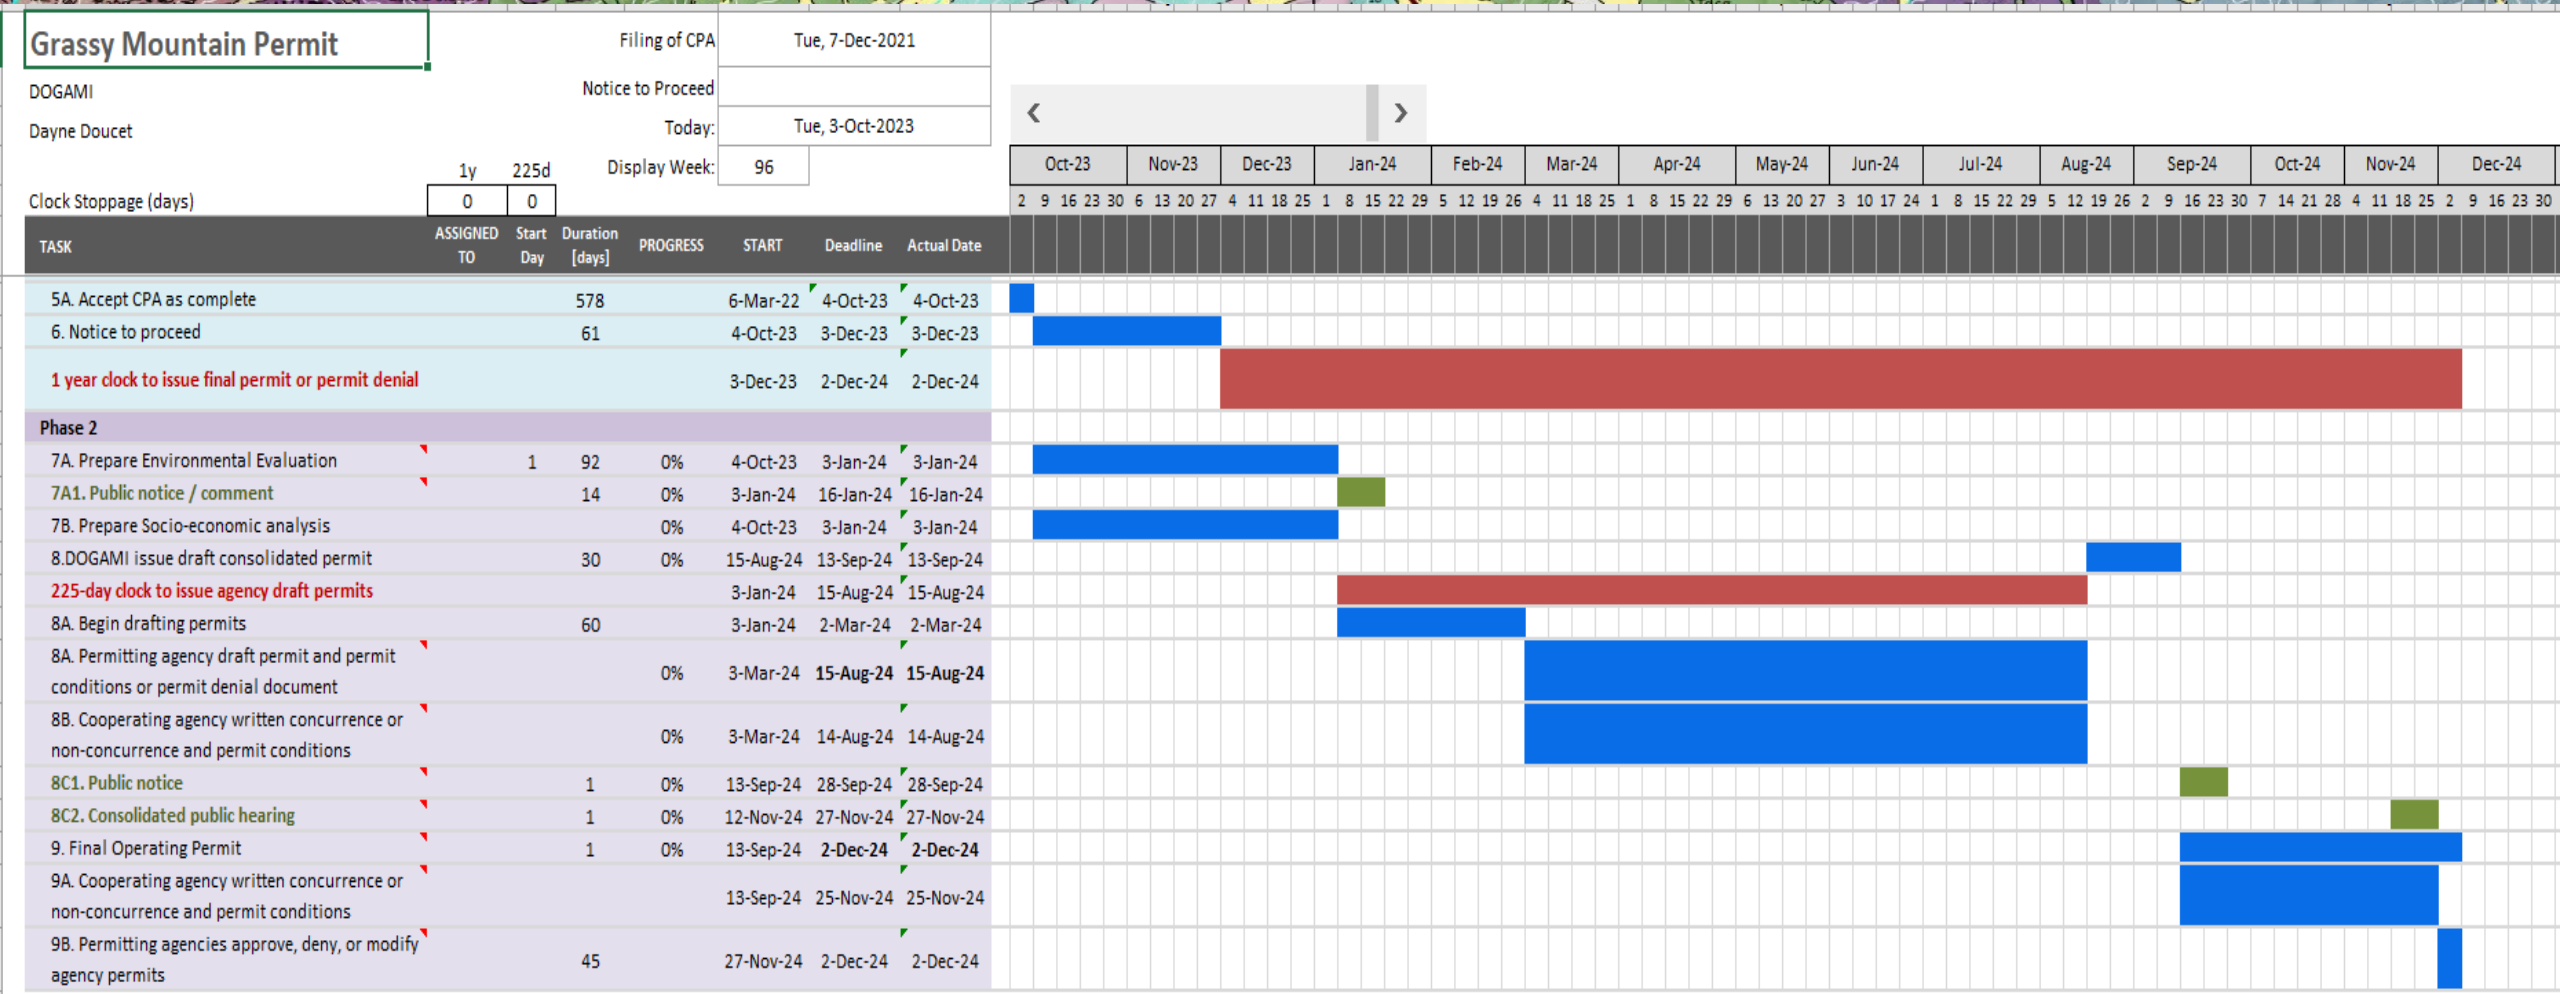 Grassy Mountain Permit
Filing of CPA Tue, 7-Dec-2021
DOGAMI
Notice to Proceed
Dayne Doucet
Today: Tue, 3-Oct-2023
1y 225d Display Week: 96
Clock Stoppage (days) 0 0
Oct-23 Nov-23 Dec-23 Jan-24 Feb-24 Mar-24 Apr-24 May-24 Jun-24 Jul-24 Aug-24 Sep-24 Oct-24 Nov-24 Dec-24
2 9 16 23 30 6 13 20 27 4 11 18 25 1 8 15 22 29 5 12 19 26 4 11 18 25 1 8 15 22 29 6 13 20 27 3 10 17 24 1 8 15 22 29 5 12 19 26 2 9 16 23 30 7 14 21 28 4 11 18 25 2 9 16 23 30
TASK ASSIGNED TO Start Day Duration [days] PROGRESS START Deadline Actual Date
5A. Accept CPA as complete 578 6-Mar-22 4-Oct-23 4-Oct-23
6. Notice to proceed 61 4-Oct-23 3-Dec-23 3-Dec-23
1 year clock to issue final permit or permit denial 3-Dec-23 2-Dec-24 2-Dec-24
Phase 2
7A. Prepare Environmental Evaluation 1 92 0% 4-Oct-23 3-Jan-24 3-Jan-24
7A1. Public notice / comment 14 0% 3-Jan-24 16-Jan-24 16-Jan-24
7B. Prepare Socio-economic analysis 0% 4-Oct-23 3-Jan-24 3-Jan-24
8.DOGAMI issue draft consolidated permit 30 0% 15-Aug-24 13-Sep-24 13-Sep-24
225-day clock to issue agency draft permits 3-Jan-24 15-Aug-24 15-Aug-24
8A. Begin drafting permits 60 3-Jan-24 2-Mar-24 2-Mar-24
8A. Permitting agency draft permit and permit
conditions or permit denial document 0% 3-Mar-24 15-Aug-24 15-Aug-24
8B. Cooperating agency written concurrence or
non-concurrence and permit conditions 0% 3-Mar-24 14-Aug-24 14-Aug-24
8C1. Public notice 1 0% 13-Sep-24 28-Sep-24 28-Sep-24
8C2. Consolidated public hearing 1 0% 12-Nov-24 27-Nov-24 27-Nov-24
9. Final Operating Permit 1 0% 13-Sep-24 2-Dec-24 2-Dec-24
9A. Cooperating agency written concurrence or
non-concurrence and permit conditions 13-Sep-24 25-Nov-24 25-Nov-24
9B. Permitting agencies approve, deny, or modify
agency permits 45 27-Nov-24 2-Dec-24 2-Dec-24